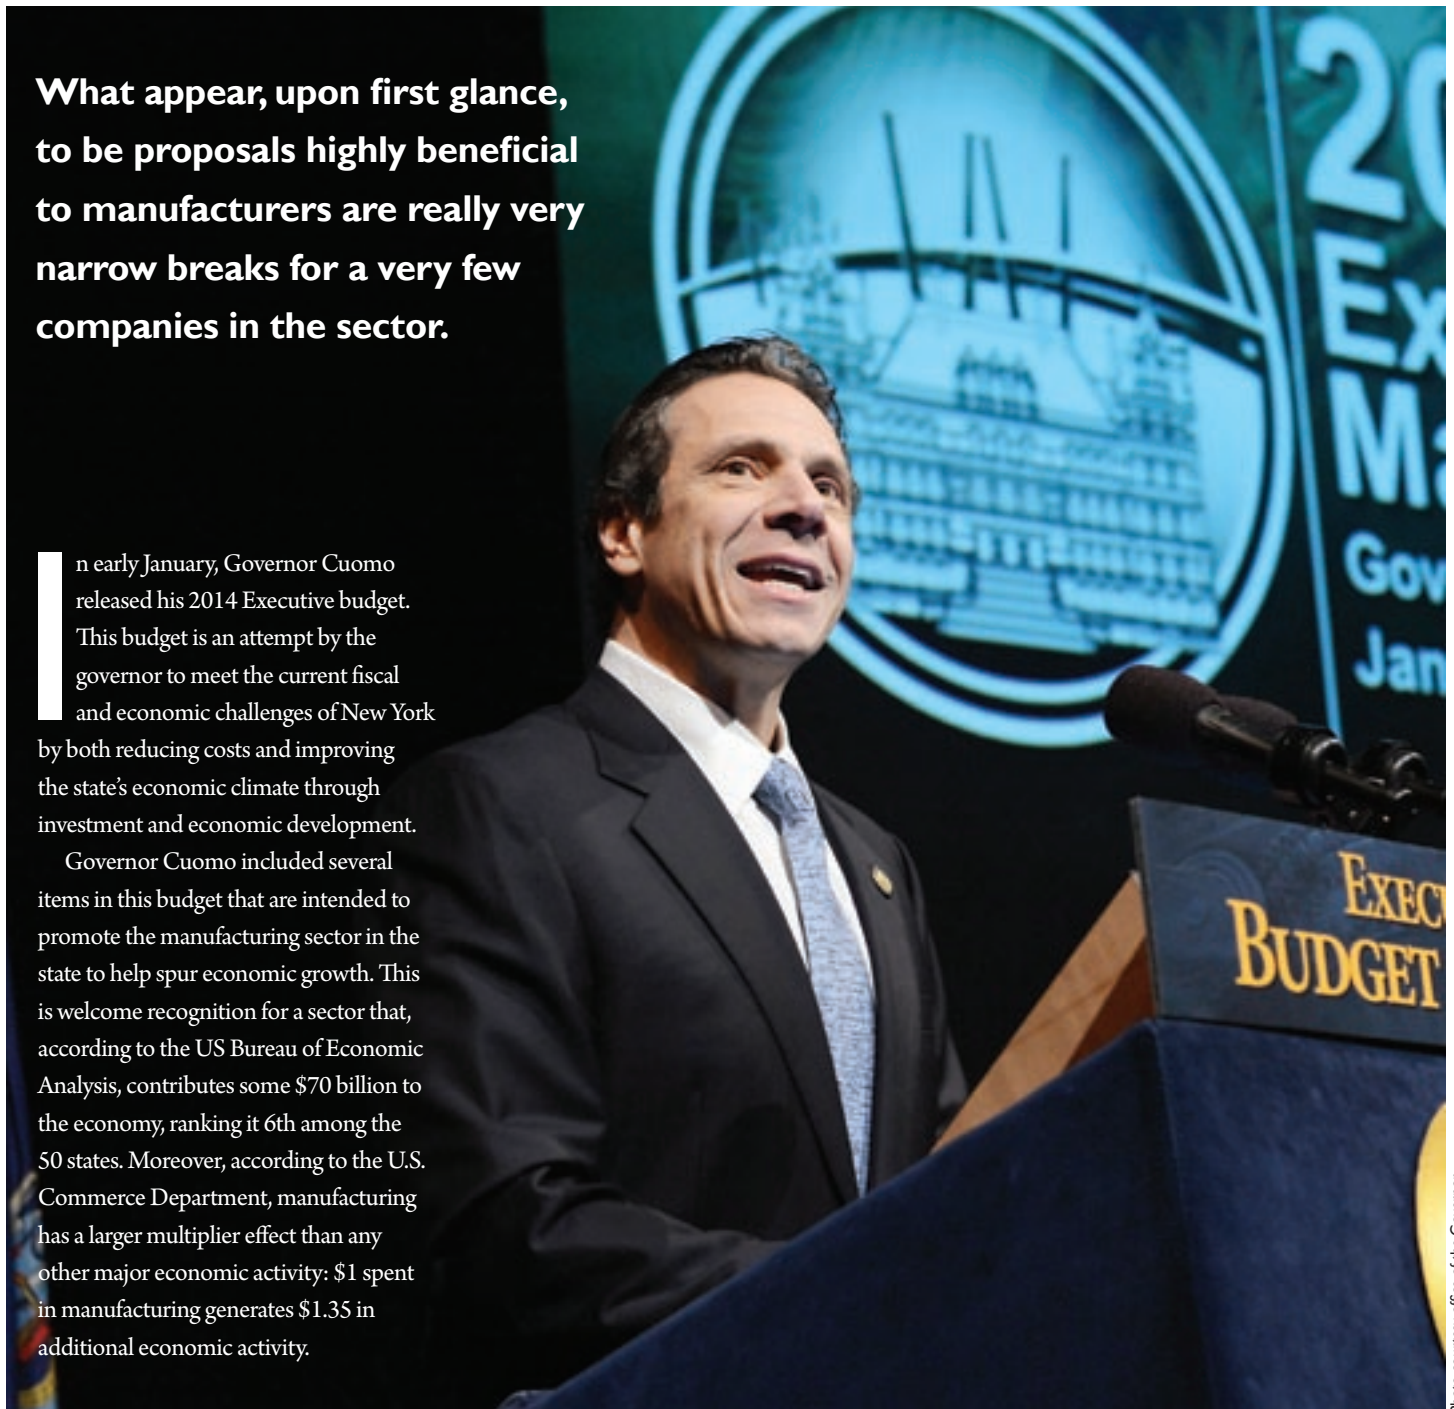 What appear, upon first glance,
to be proposals highly beneficial
to manufacturers are really very
narrow breaks for a very few
companies in the sector.
In early January, Governor Cuomo
released his 2014 Executive budget.
This budget is an attempt by the
governor to meet the current fiscal
and economic challenges of New York
by both reducing costs and improving
the state’s economic climate through
investment and economic development.
Governor Cuomo included several
items in this budget that are intended to
promote the manufacturing sector in the
state to help spur economic growth. This
is welcome recognition for a sector that,
according to the US Bureau of Economic
Analysis, contributes some $70 billion to
the economy, ranking it 6th among the
50 states. Moreover, according to the U.S.
Commerce Department, manufacturing
has a larger multiplier effect than any
other major economic activity: $1 spent
in manufacturing generates $1.35 in
additional economic activity.
20
Ex
Ma
Gov
Jan
EXECU
BUDGET